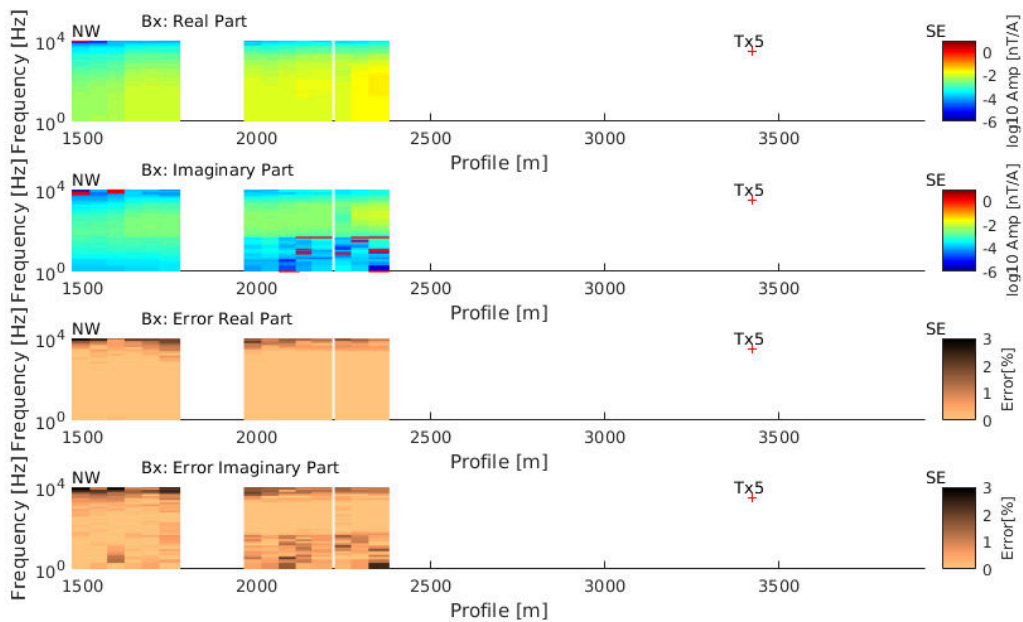 NW Bx: Real Part Tx5 SE
Frequency [Hz]
10^4
10^0
1500 2000 2500 3000 3500
Profile [m]
0
-2
-4
-6
log10 Amp [nT/A]
NW Bx: Imaginary Part Tx5 SE
Frequency [Hz]
10^4
10^0
1500 2000 2500 3000 3500
Profile [m]
0
-2
-4
-6
log10 Amp [nT/A]
NW Bx: Error Real Part Tx5 SE
Frequency [Hz]
10^4
10^0
1500 2000 2500 3000 3500
Profile [m]
3
2
1
0
Error[%]
NW Bx: Error Imaginary Part Tx5 SE
Frequency [Hz]
10^4
10^0
1500 2000 2500 3000 3500
Profile [m]
3
2
1
0
Error[%]